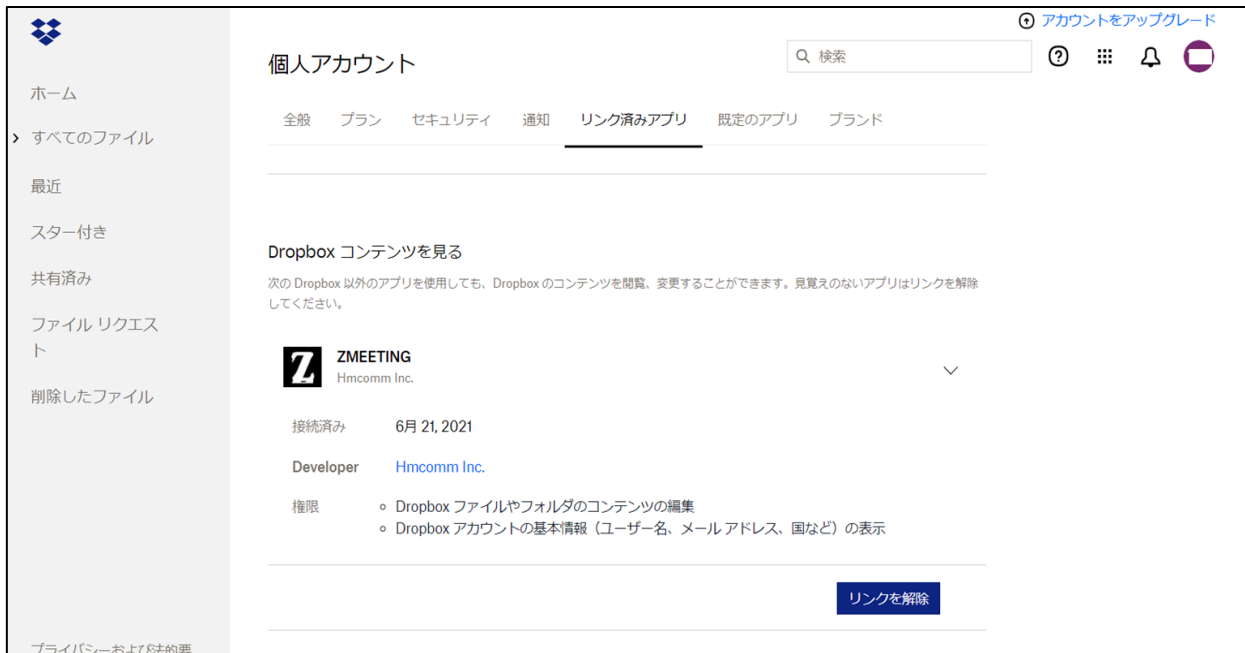 アカウントをアップグレード
個人アカウント
検索
ホーム
すべてのファイル
最近
スター付き
共有済み
ファイル リクエス
ト
削除したファイル
全般 プラン セキュリティ 通知 リンク済みアプリ 既定のアプリ ブランド
Dropbox コンテンツを見る
次の Dropbox 以外のアプリを使用しても、Dropbox のコンテンツを閲覧、変更することができます。見覚えのないアプリはリンクを解除
してください。
Z
ZMEETING
Hmcomm Inc.
接続済み 6月 21, 2021
Developer Hmcomm Inc.
権限 Dropbox ファイルやフォルダのコンテンツの編集
Dropbox アカウントの基本情報（ユーザー名、メール アドレス、国など）の表示
リンクを解除
プライバシーおよび法的要